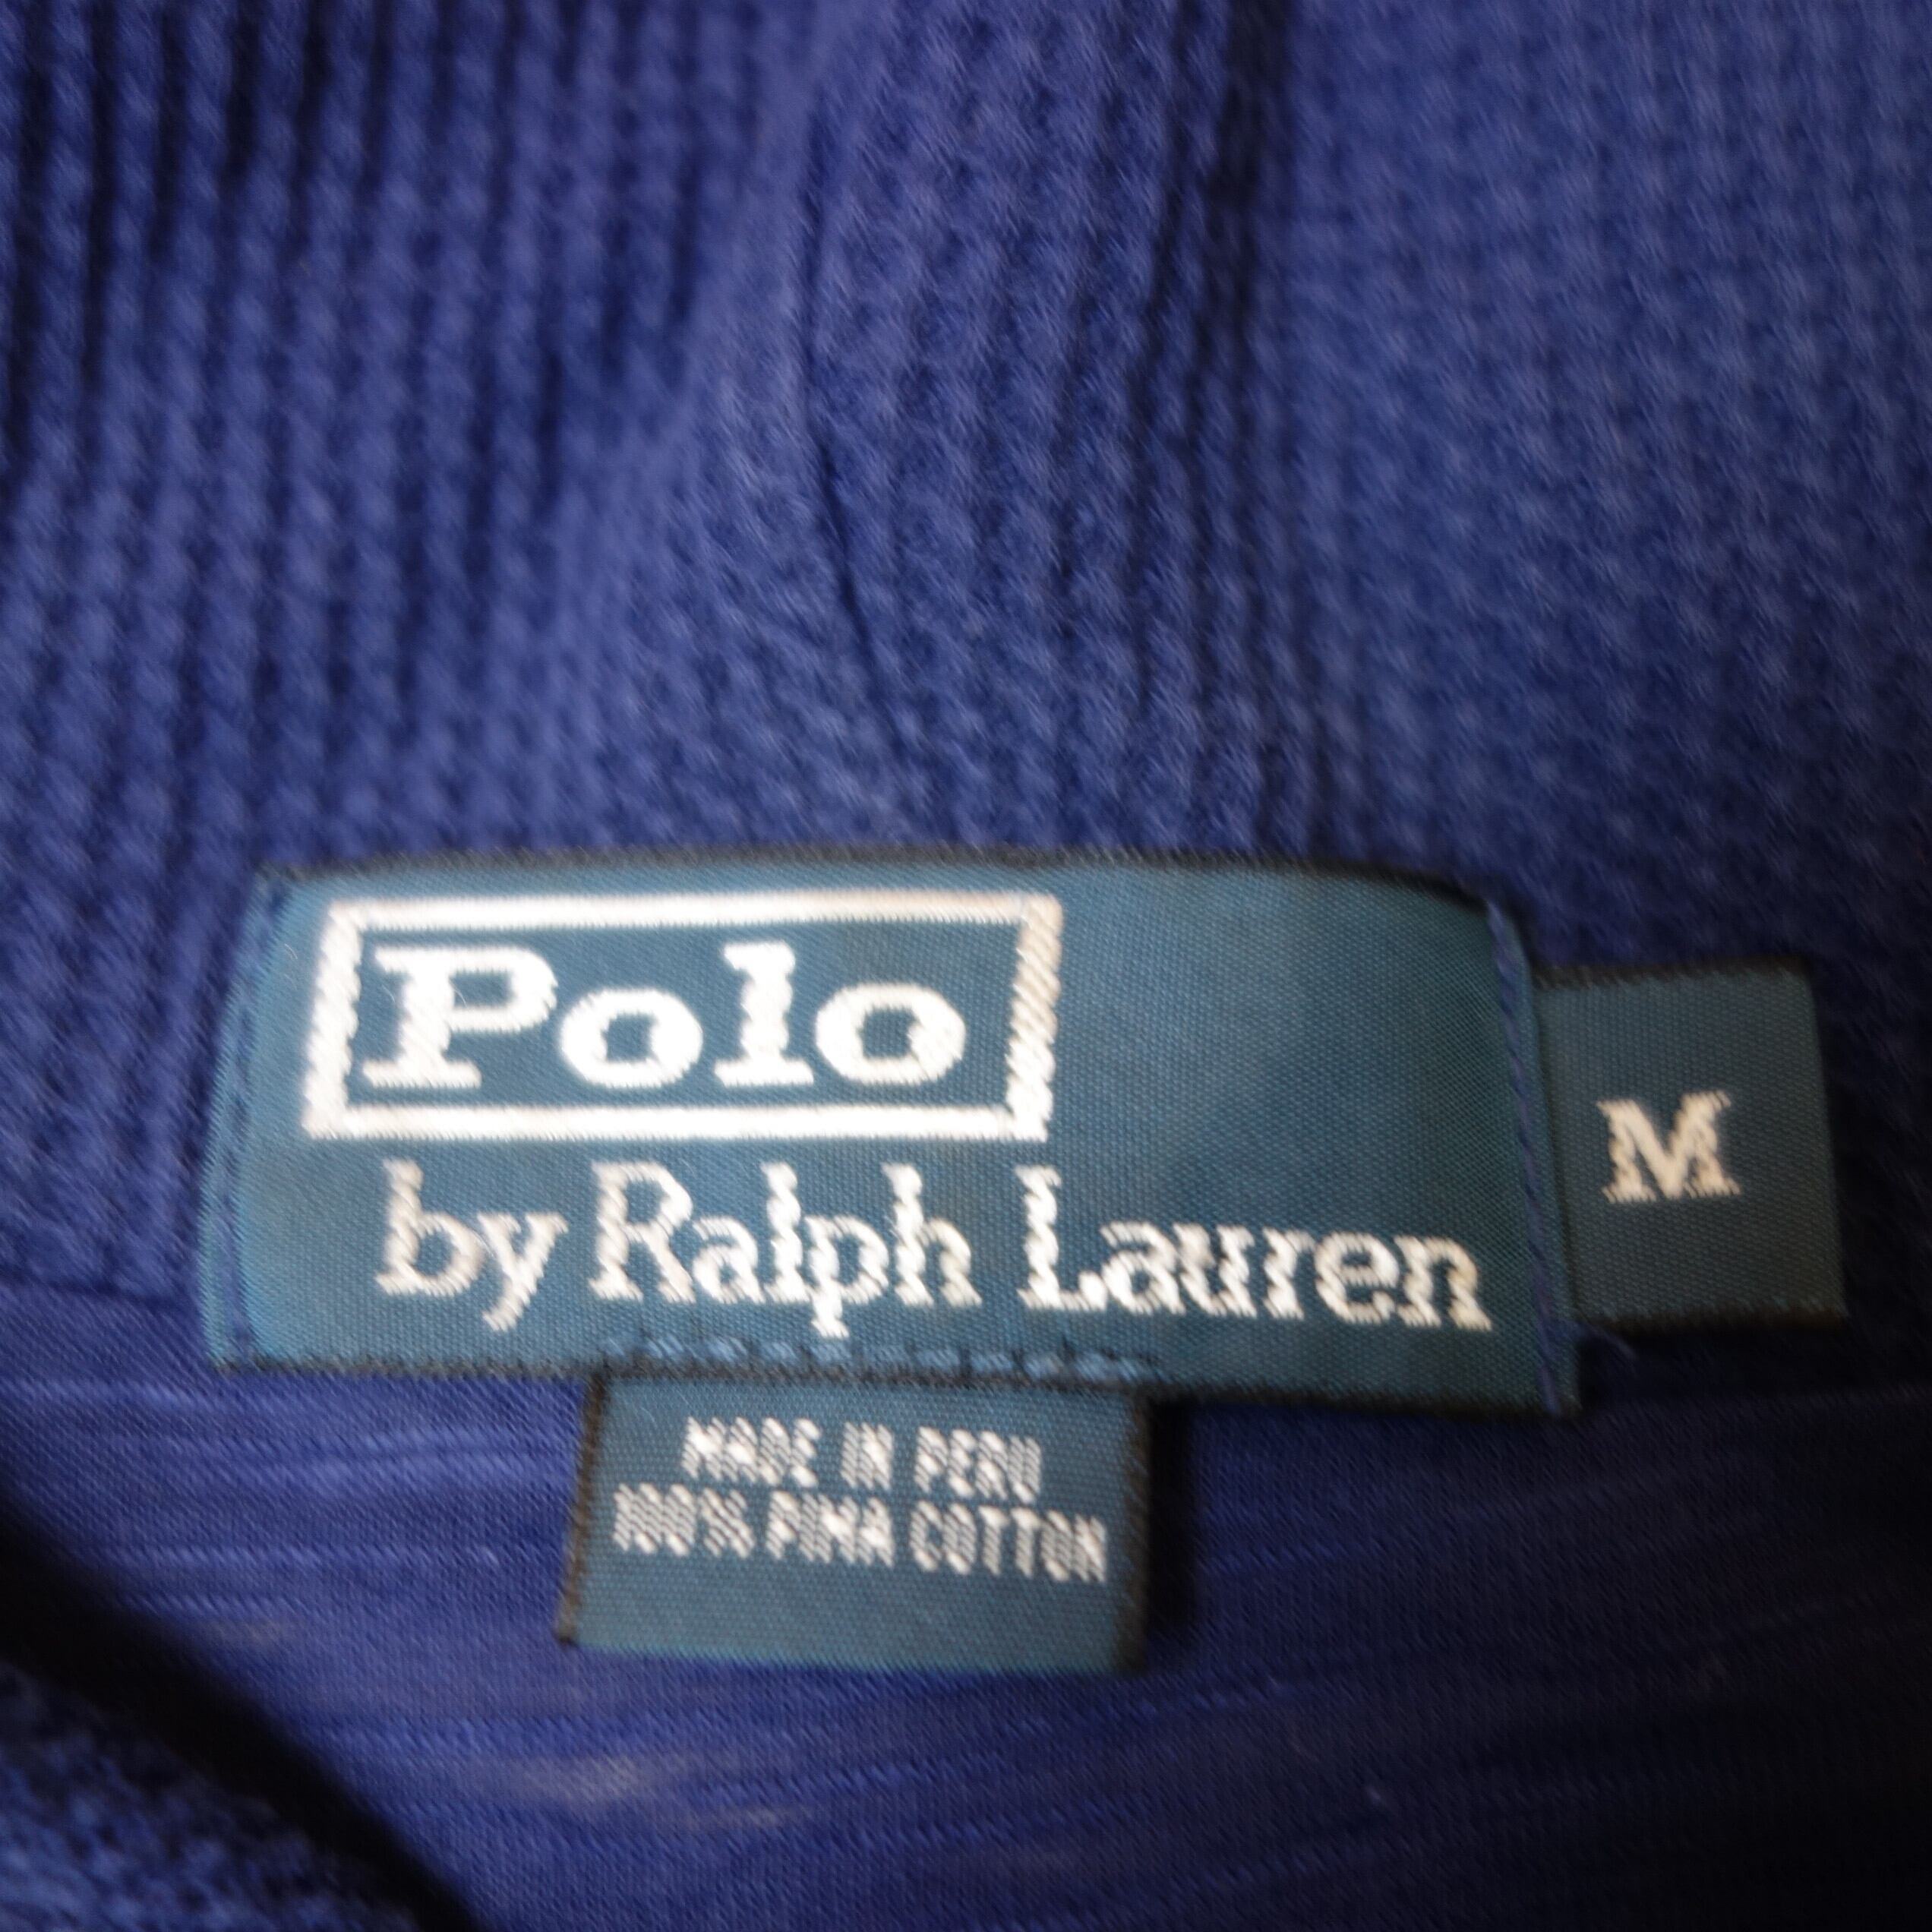 Polo
by Ralph Lauren
M
MADE IN PERU
100% PIMA COTTON